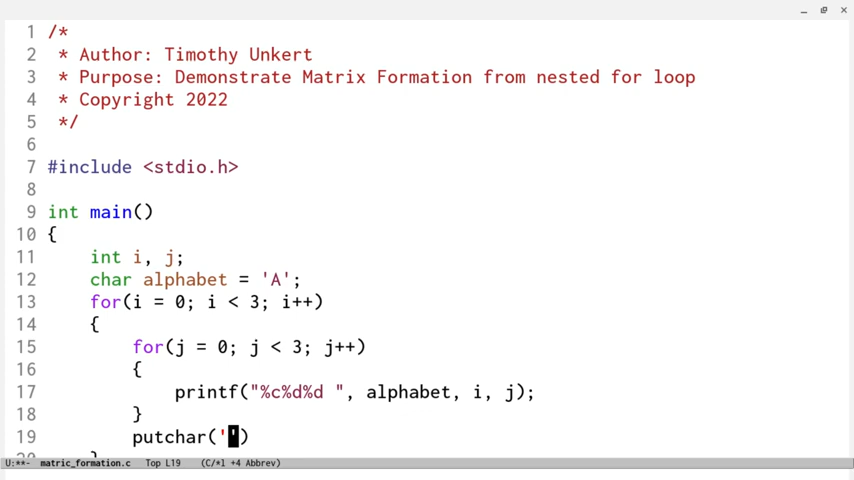 1 /*
2  * Author: Timothy Unkert
3  * Purpose: Demonstrate Matrix Formation from nested for loop
4  * Copyright 2022
5  */
6
7 #include <stdio.h>
8
9 int main()
10 {
11     int i, j;
12     char alphabet = 'A';
13     for(i = 0; i < 3; i++)
14     {
15         for(j = 0; j < 3; j++)
16         {
17             printf("%c%d%d ", alphabet, i, j);
18         }
19         putchar('')
20     }
U:**-  matric_formation.c   Top L19    (C/*l +4 Abbrev)